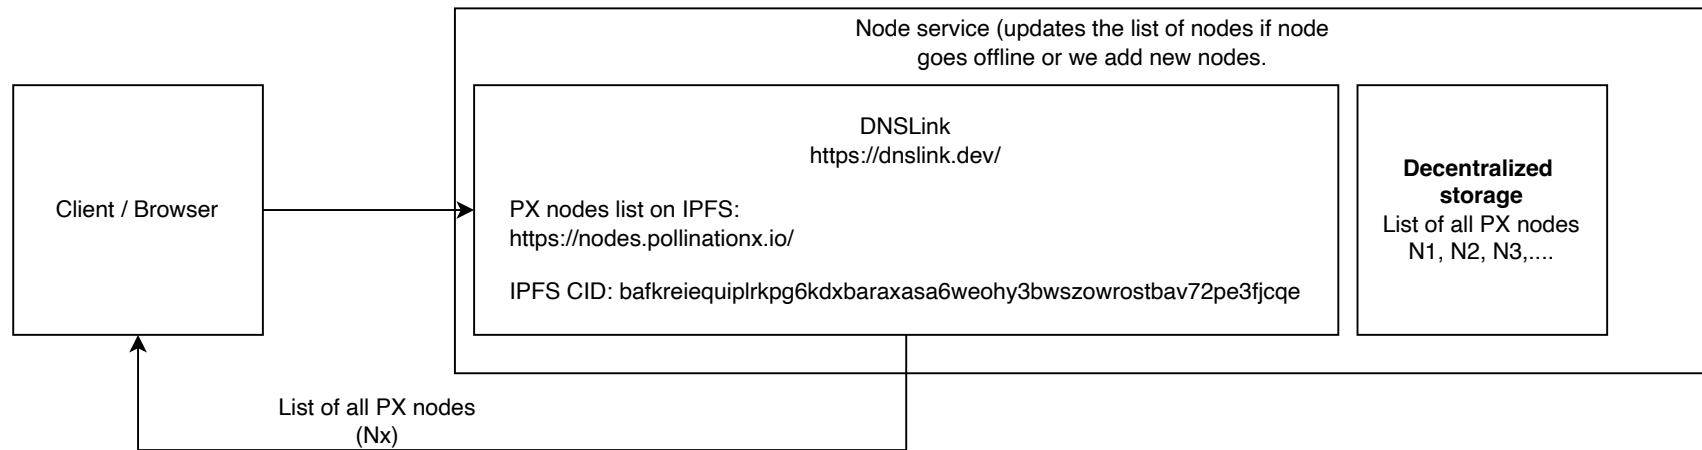 Node service (updates the list of nodes if node
goes offline or we add new nodes.
Client / Browser
DNSLink
https://dnslink.dev/
PX nodes list on IPFS:
https://nodes.pollinationx.io/
IPFS CID: bafkreiequiplrkpg6kdxbaraxasa6weohy3bwszowrostbav72pe3fjcqe
Decentralized
storage
List of all PX nodes
N1, N2, N3,....
List of all PX nodes
(Nx)